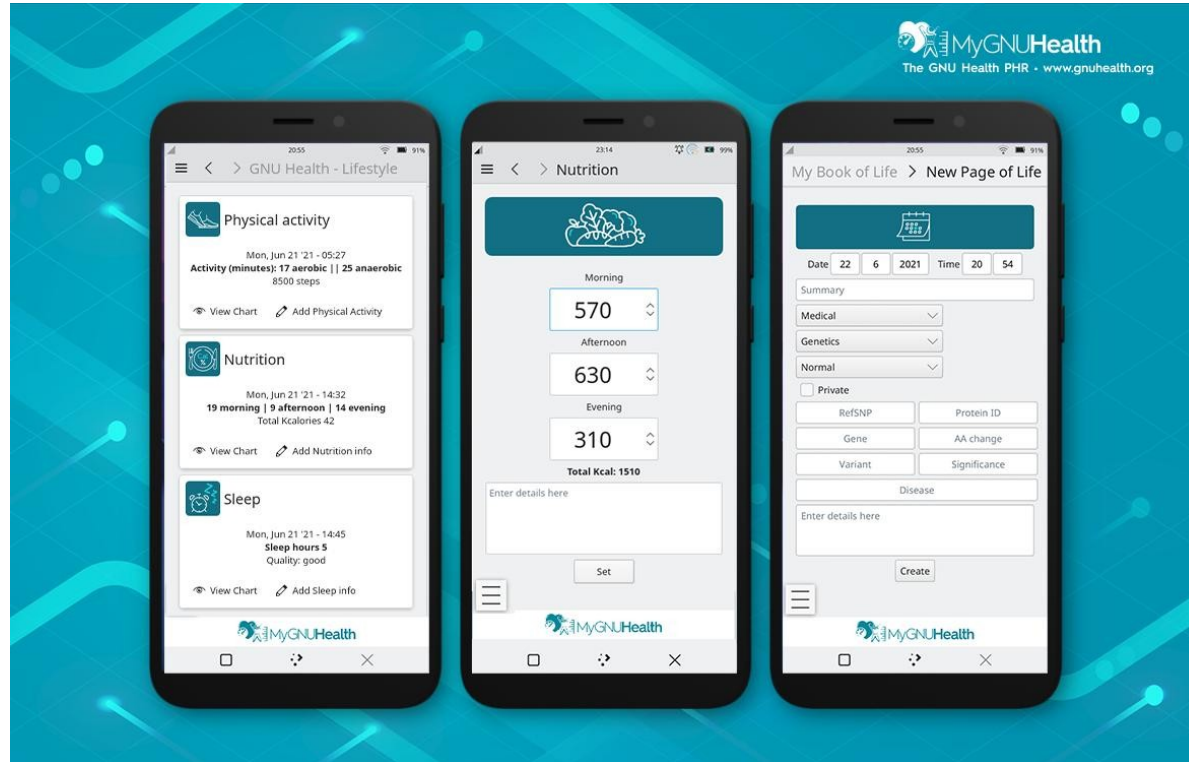 MyGNUHealth
The GNU Health PHR - www.gnuhealth.org
20:55
91%
GNU Health - Lifestyle
Physical activity
Mon, Jun 21 '21 - 05:27
Activity (minutes): 17 aerobic || 25 anaerobic
8500 steps
View Chart
Add Physical Activity
Nutrition
Mon, Jun 21 '21 - 14:32
19 morning | 9 afternoon | 14 evening
Total Kcalories 42
View Chart
Add Nutrition info
Sleep
Mon, Jun 21 '21 - 14:45
Sleep hours 5
Quality: good
View Chart
Add Sleep info
MyGNUHealth
23:14
99%
Nutrition
Morning
570
Afternoon
630
Evening
310
Total Kcal: 1510
Enter details here
Set
MyGNUHealth
20:55
91%
My Book of Life > New Page of Life
Date 22 6 2021 Time 20 54
Summary
Medical
Genetics
Normal
Private
RefSNP
Protein ID
Gene
AA change
Variant
Significance
Disease
Enter details here
Create
MyGNUHealth